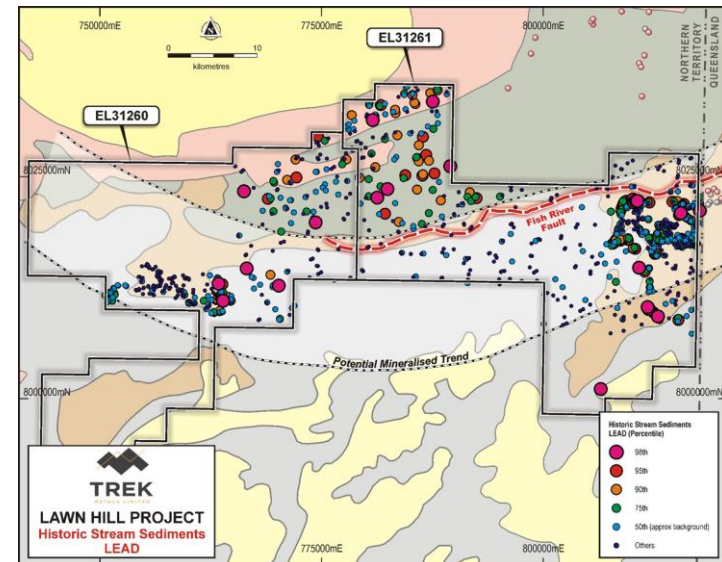 750000mE
775000mE
800000mE
EL31261
0
10
kilometres
NORTHERN
TERRITORY
QUEENSLAND
EL31260
8025000mN
8025000mN
Fish River
Fault
Potential Mineralised Trend
8000000mN
8000000mN
TREK
METALS LIMITED
LAWN HILL PROJECT
Historic Stream Sediments
LEAD
Historic Stream Sediments
LEAD (Percentile)
98th
95th
90th
75th
50th (approx background)
Others
775000mE
800000mE